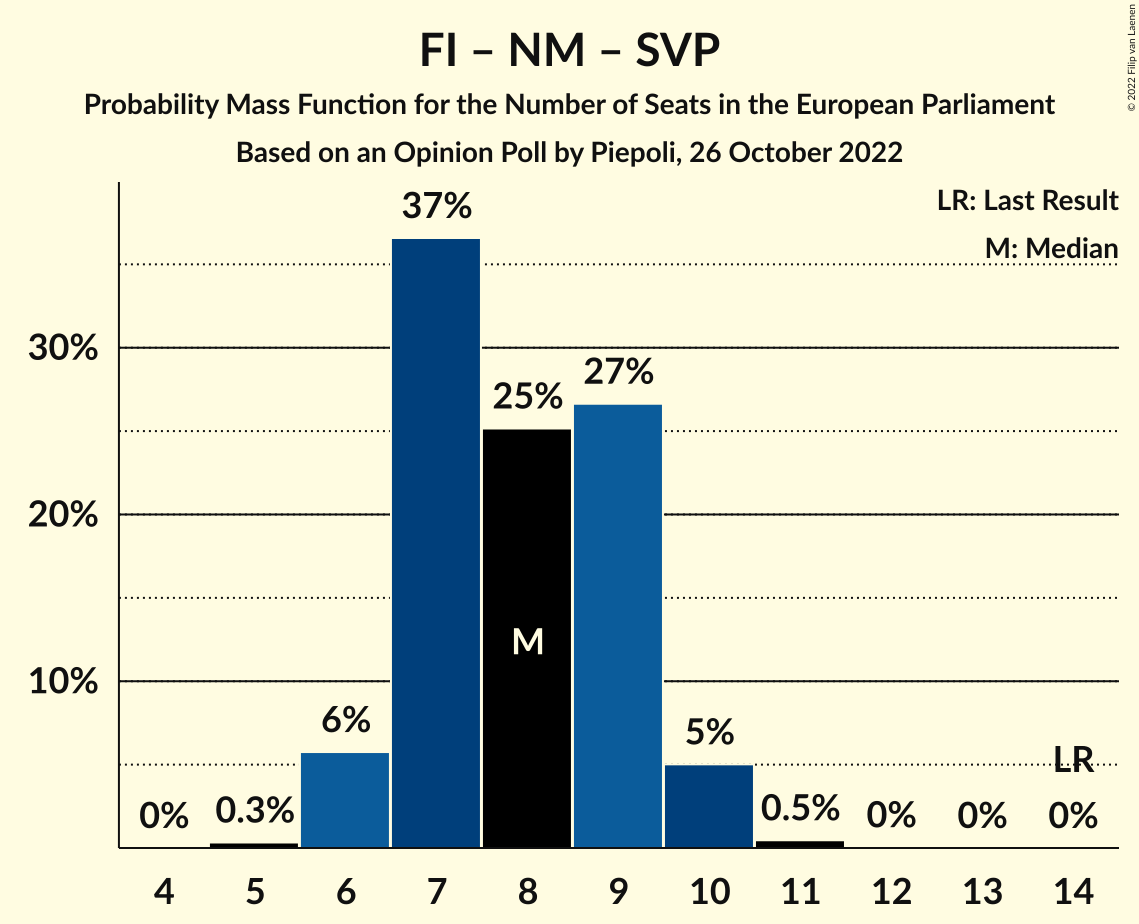 FI – NM – SVP
Probability Mass Function for the Number of Seats in the European Parliament
Based on an Opinion Poll by Piepoli, 26 October 2022
© 2022 Filip van Laenen
LR: Last Result
M: Median
37%
30%
27%
25%
20%
M
10%
6%
5%
LR
0%
0.3%
0.5%
0%
0%
0%
4 5 6 7 8 9 10 11 12 13 14